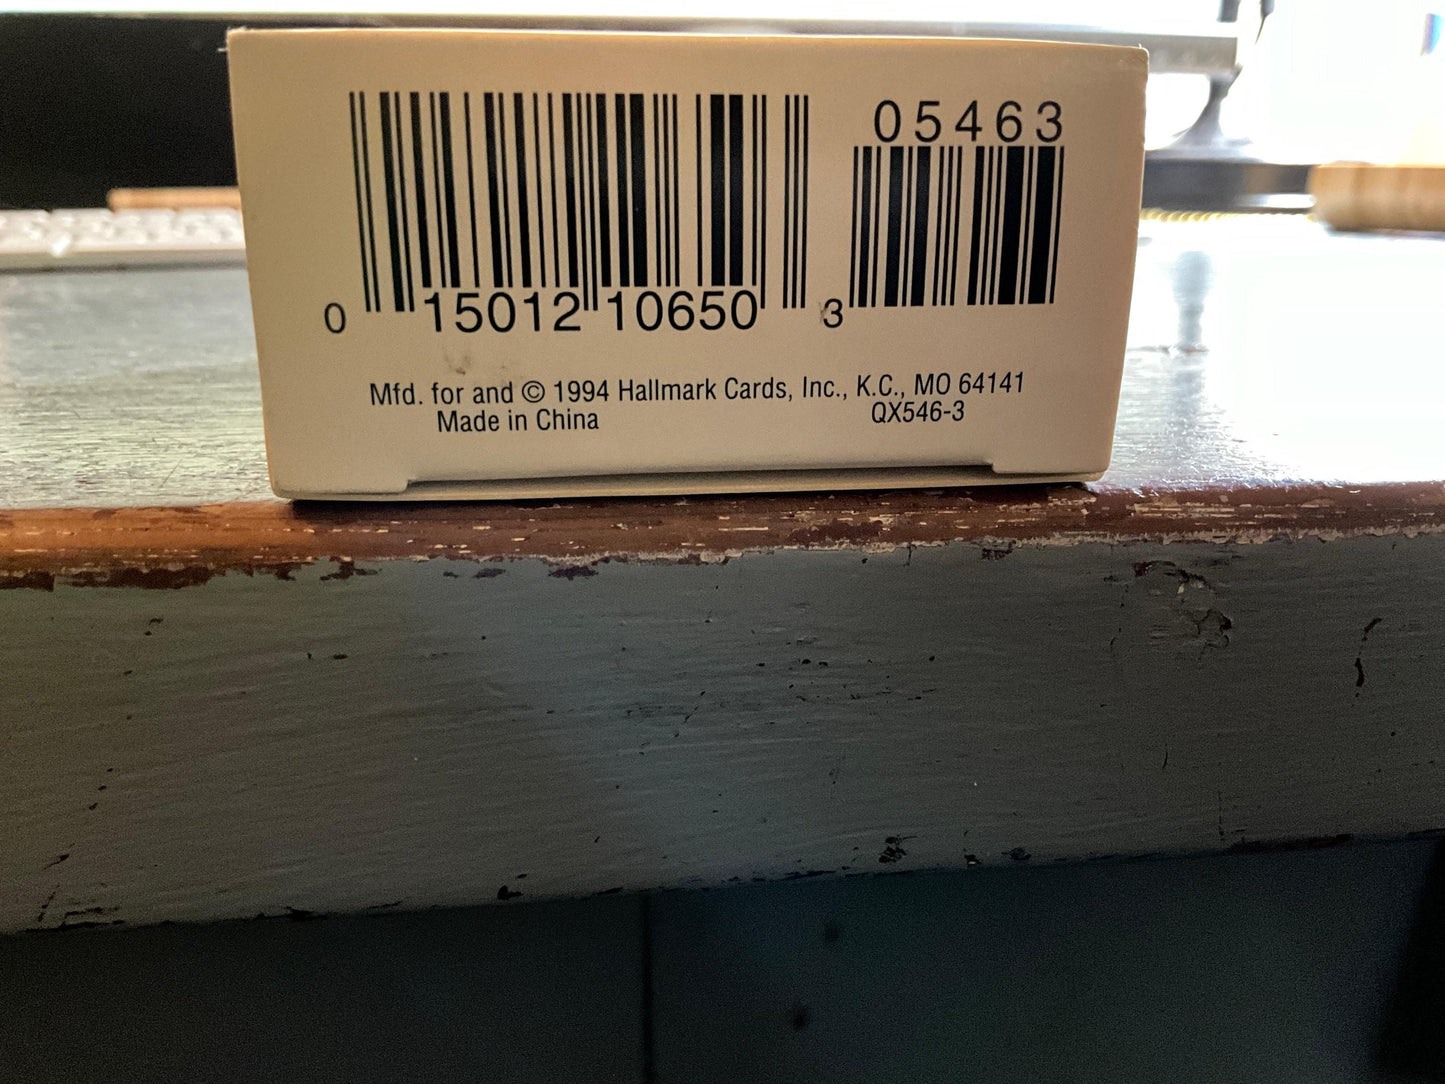 05463
0 15012 10650 3
Mfd. for and © 1994 Hallmark Cards, Inc., K.C., MO 64141
Made in China QX546-3